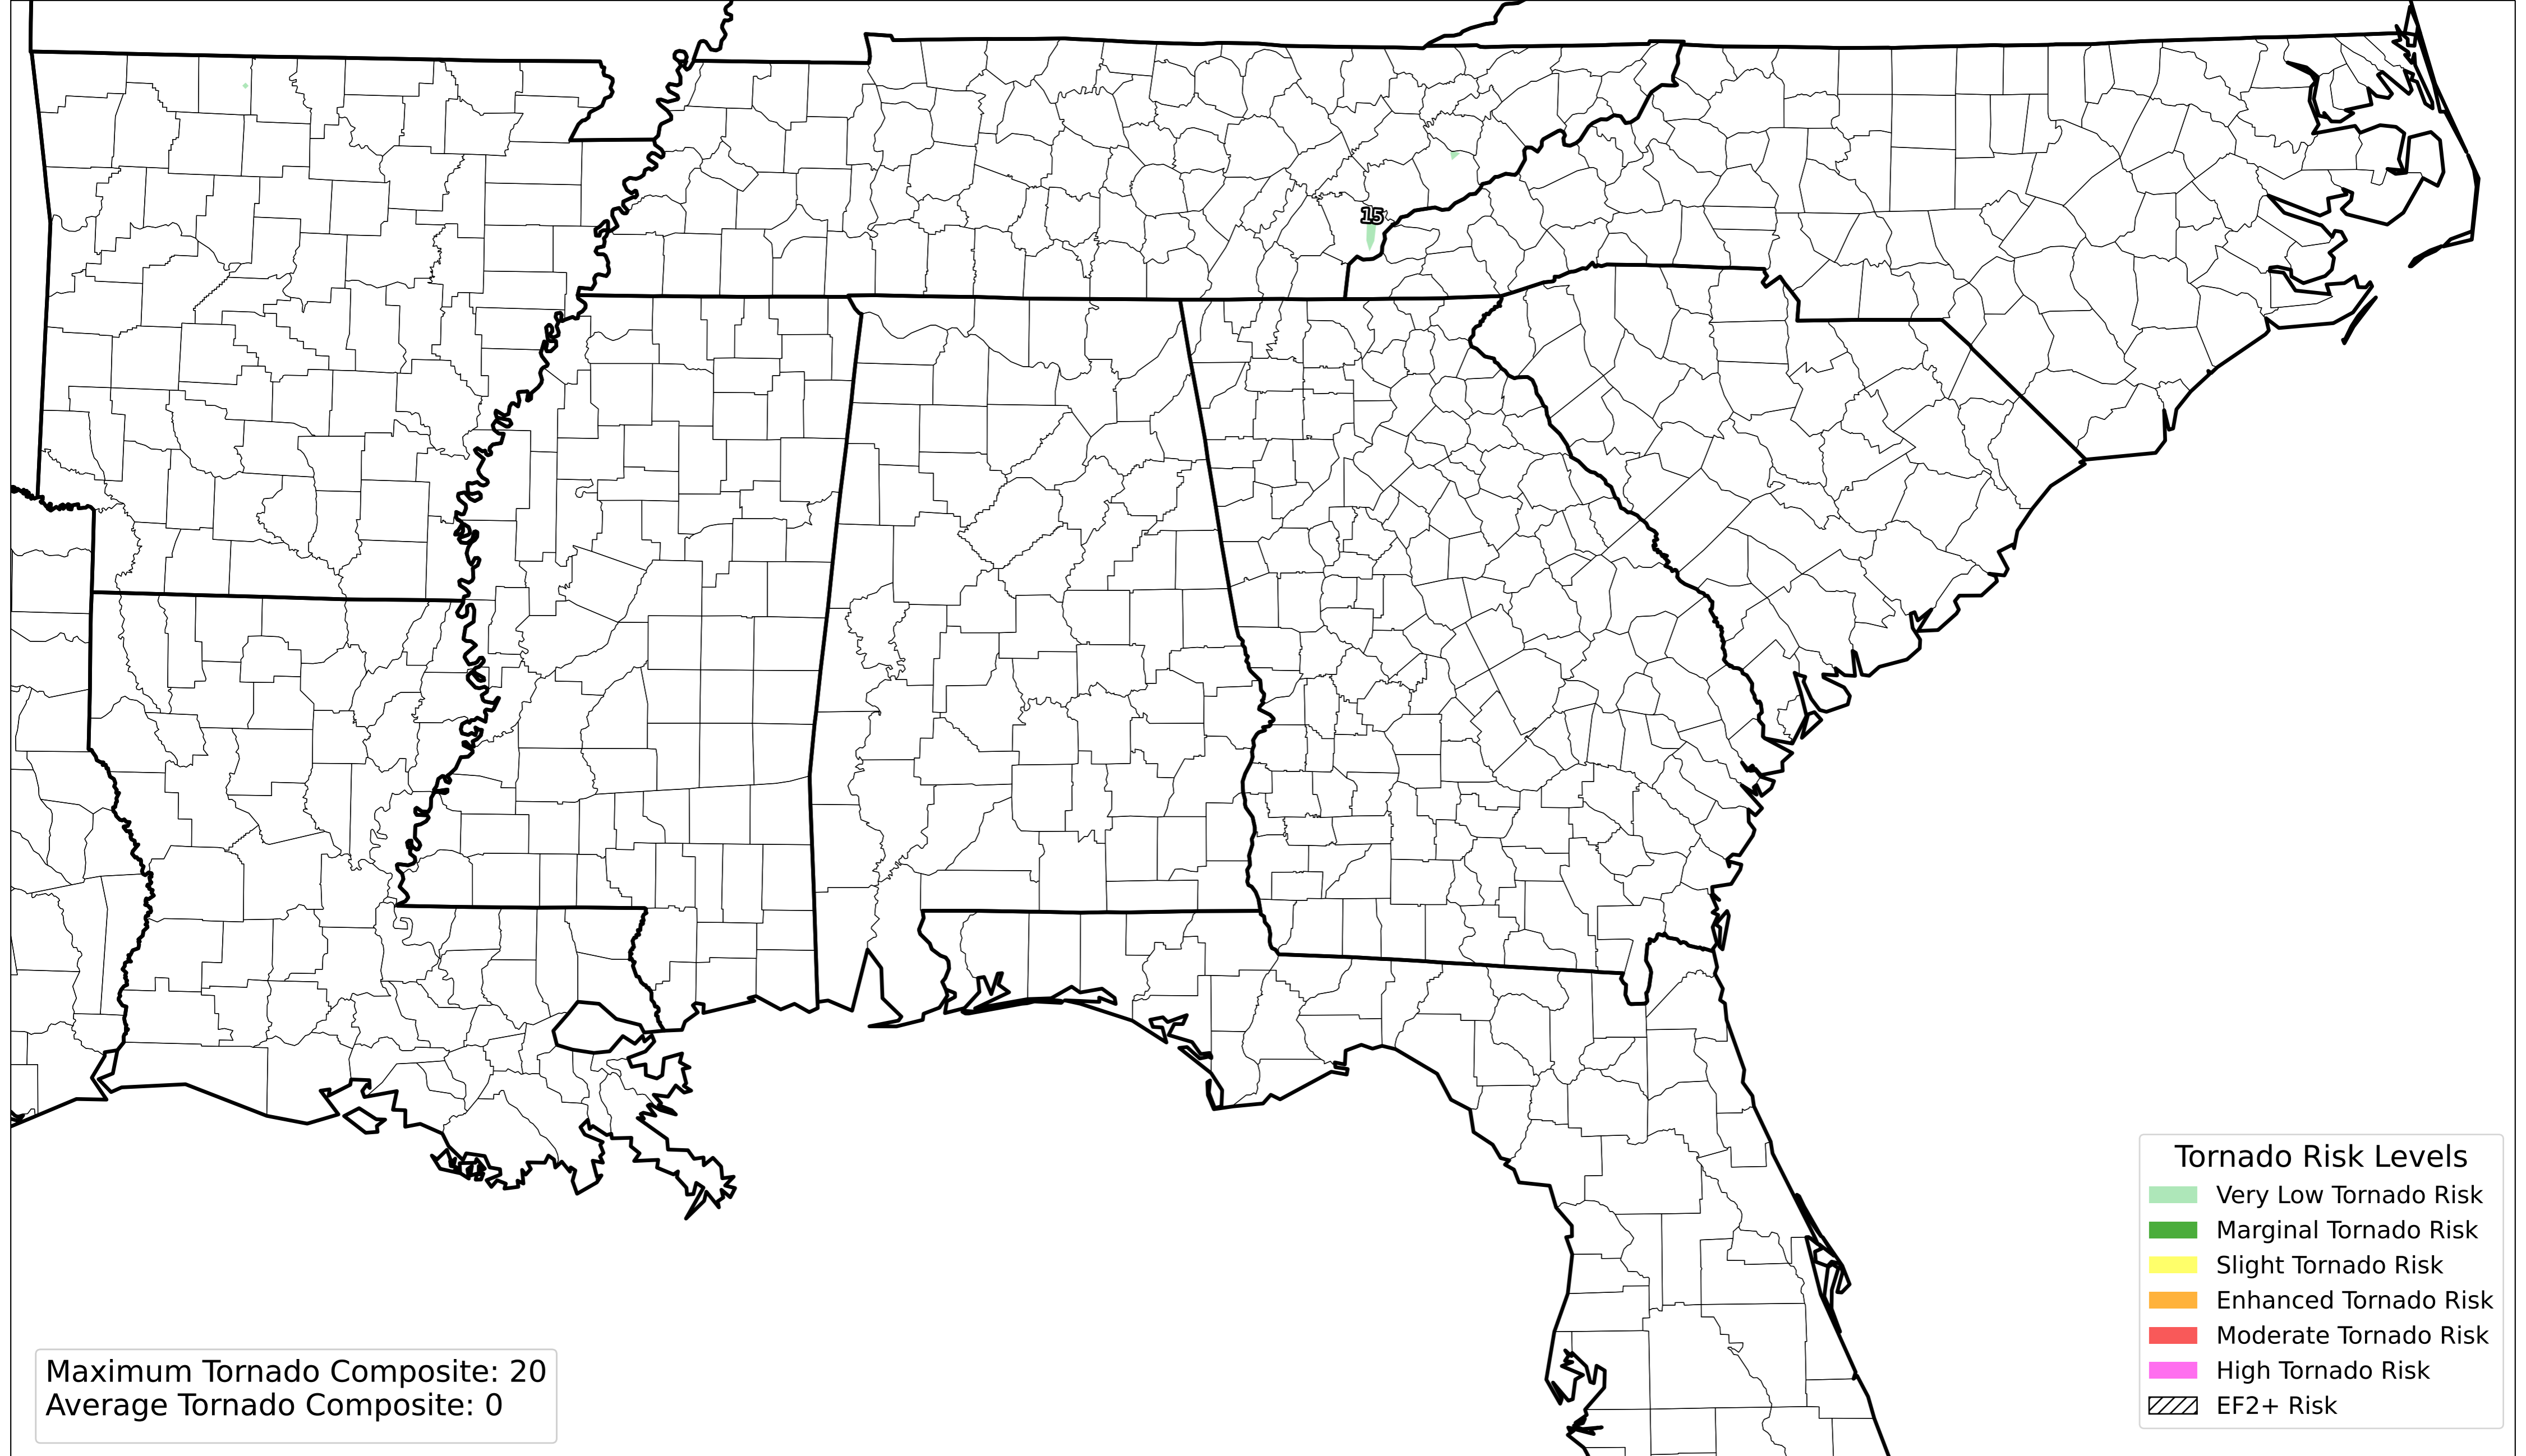 15
Tornado Risk Levels
Very Low Tornado Risk
Marginal Tornado Risk
Slight Tornado Risk
Enhanced Tornado Risk
Moderate Tornado Risk
High Tornado Risk
EF2+ Risk
Maximum Tornado Composite: 20
Average Tornado Composite: 0